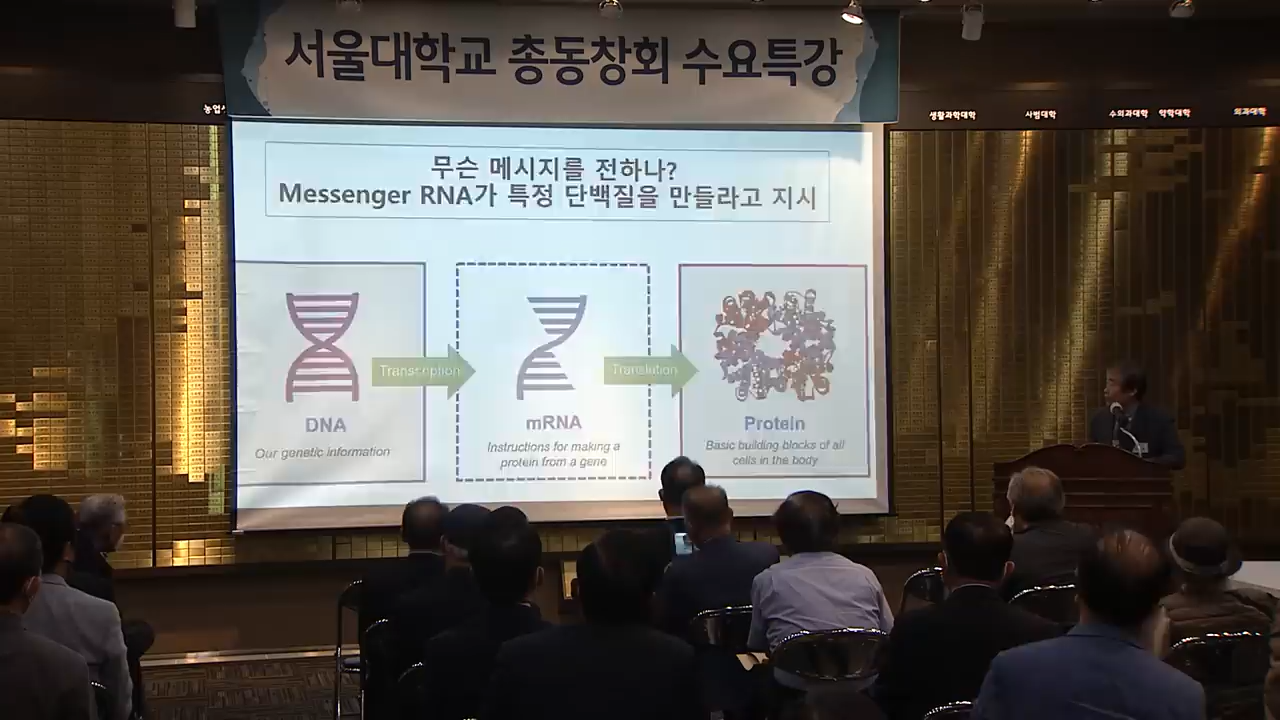 서울대학교 총동창회 수요특강
생활과학대학
사범대학
수의과대학
약학대학
무슨 메시지를 전하나?
Messenger RNA가 특정 단백질을 만들라고 지시
Transcription
Translation
DNA
Our genetic information
mRNA
Instructions for making a
protein from a gene
Protein
Basic building blocks of all
cells in the body